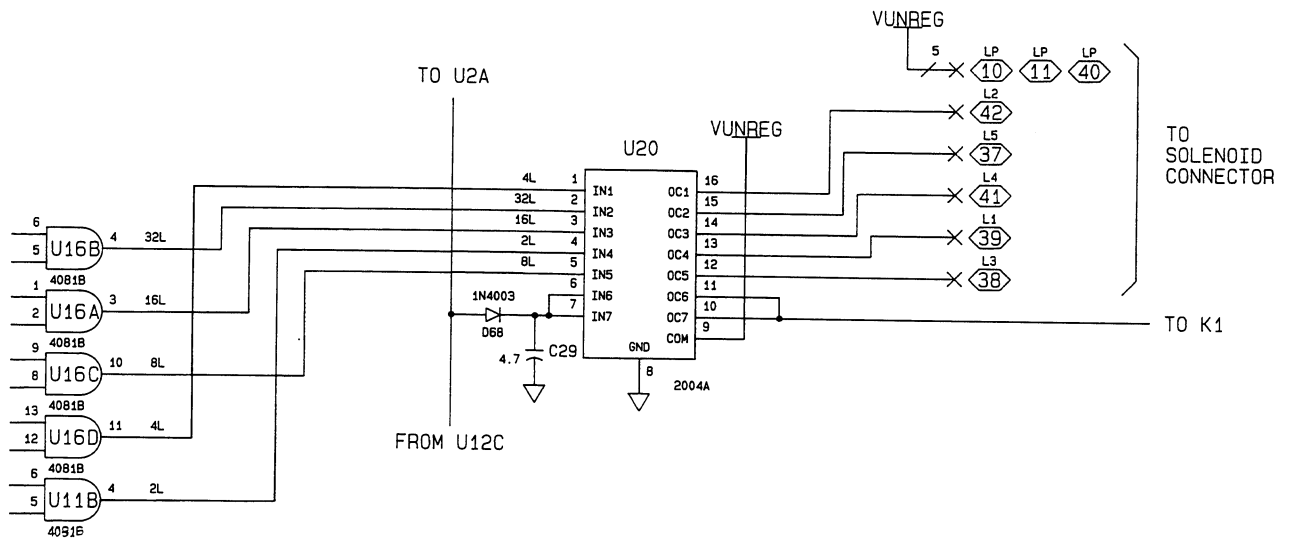 VUNREG
5
LP LP LP
10 11 40
TO U2A
L2
42
VUNREG
L5
37
TO
SOLENOID
CONNECTOR
U20
L4
41
L1
39
L3
38
4L 1 IN1 OC1 16
32L 2 IN2 OC2 15
16L 3 IN3 OC3 14
2L 4 IN4 OC4 13
8L 5 IN5 OC5 12
6 IN6 OC6 11
7 IN7 OC7 10
COM 9
GND
8
2004A
TO K1
1N4003
D68
4.7 C29
FROM U12C
6
5
U16B 4 32L
4081B
1
2
U16A 3 16L
4081B
9
8
U16C 10 8L
4081B
13
12
U16D 11 4L
4081B
6
5
U11B 4 2L
4091B